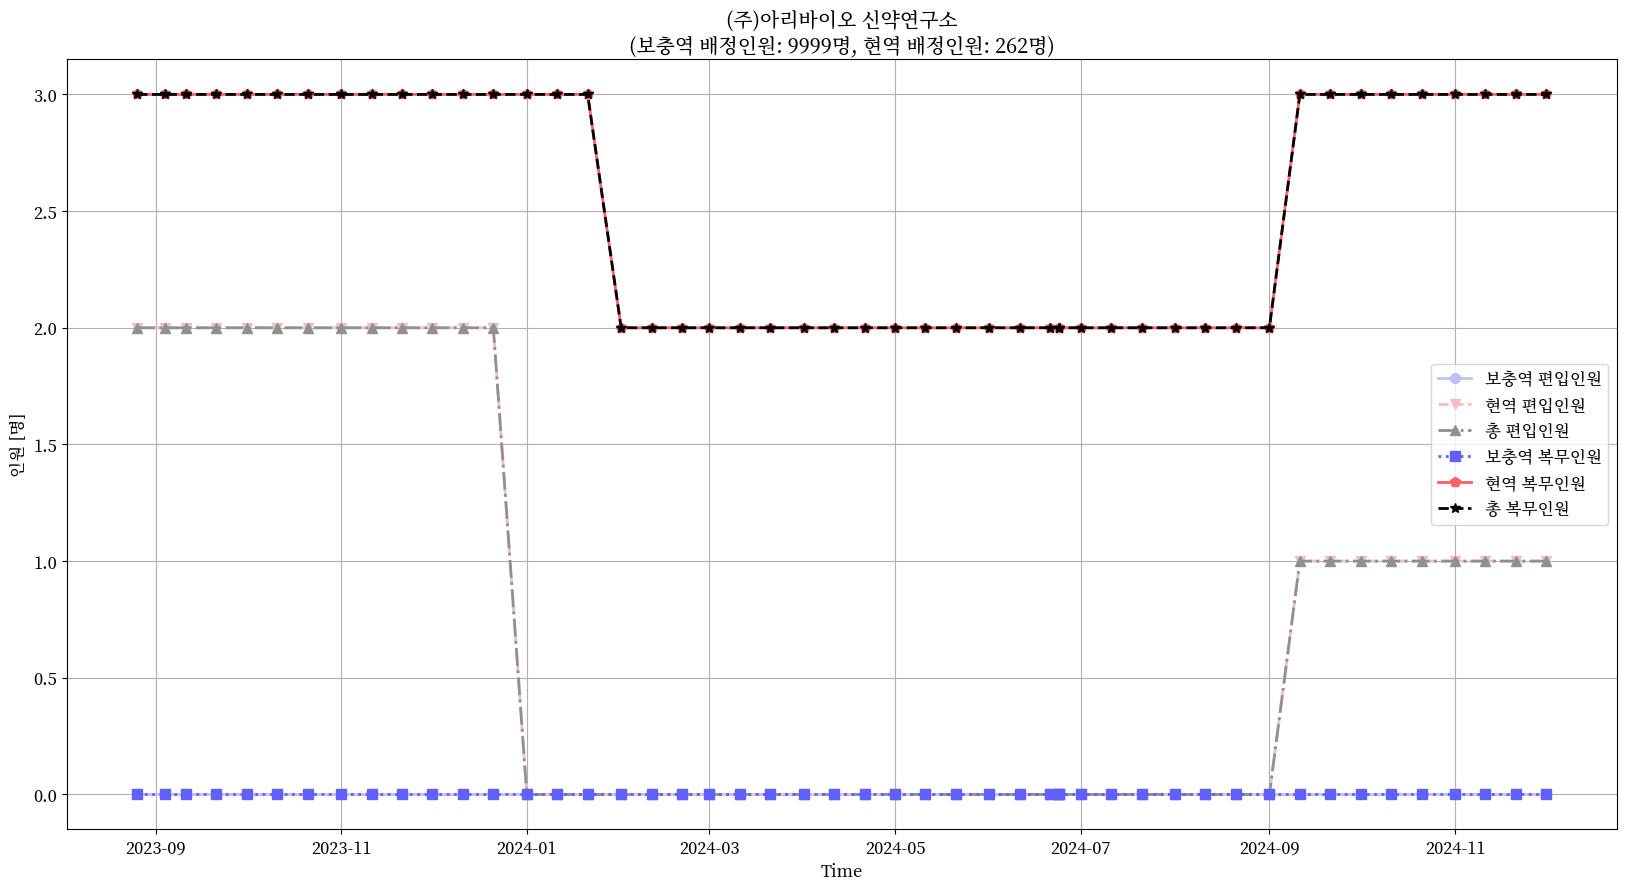 (주)아리바이오 신약연구소
(보충역 배정인원: 9999명, 현역 배정인원: 262명)
인원 [명]
3.0
2.5
2.0
1.5
1.0
0.5
0.0
보충역 편입인원
현역 편입인원
총 편입인원
보충역 복무인원
현역 복무인원
총 복무인원
2023-09
2023-11
2024-01
2024-03
2024-05
2024-07
2024-09
2024-11
Time